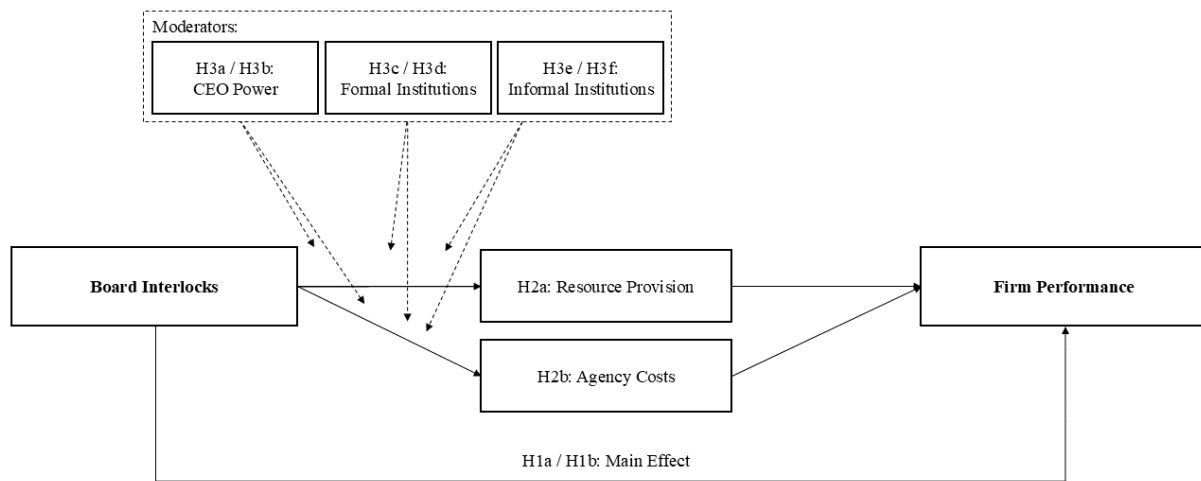 Moderators:
H3a / H3b:
CEO Power
H3c / H3d:
Formal Institutions
H3e / H3f:
Informal Institutions
Board Interlocks
H2a: Resource Provision
Firm Performance
H2b: Agency Costs
H1a / H1b: Main Effect